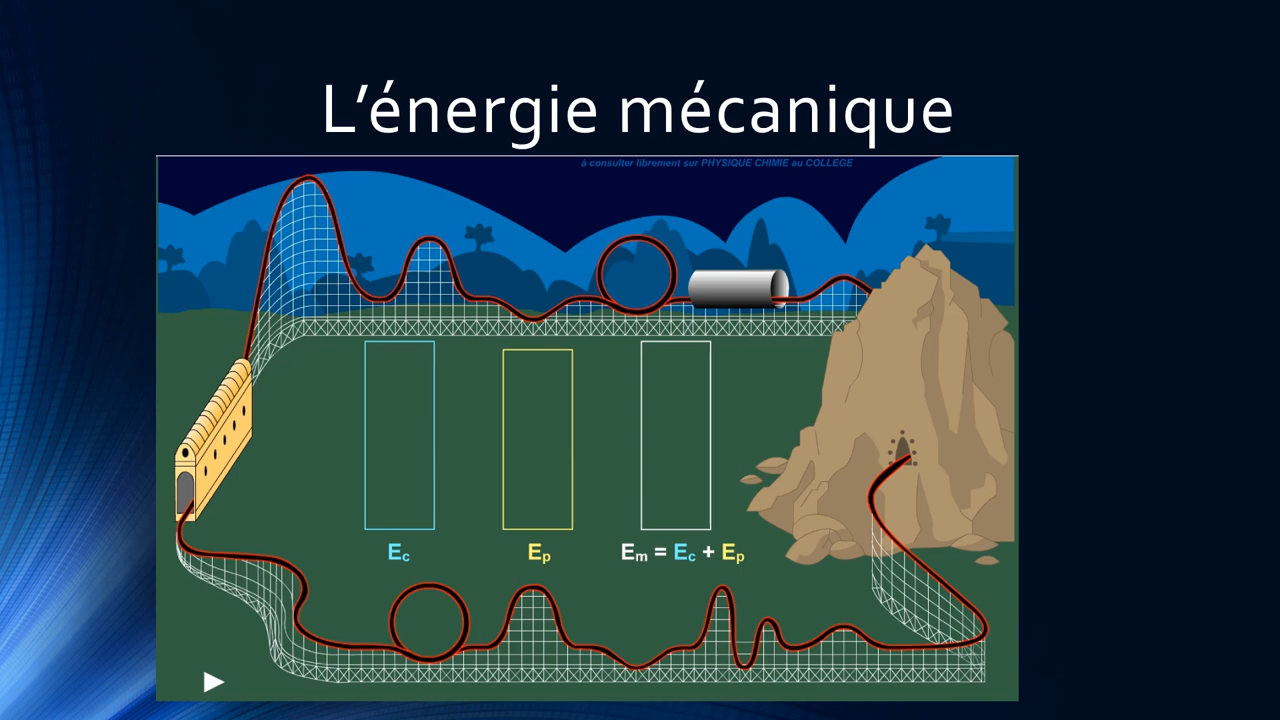 L’énergie mécanique
à consulter librement sur PHYSIQUE CHIMIE au COLLEGE
Ec
Ep
Em = Ec + Ep